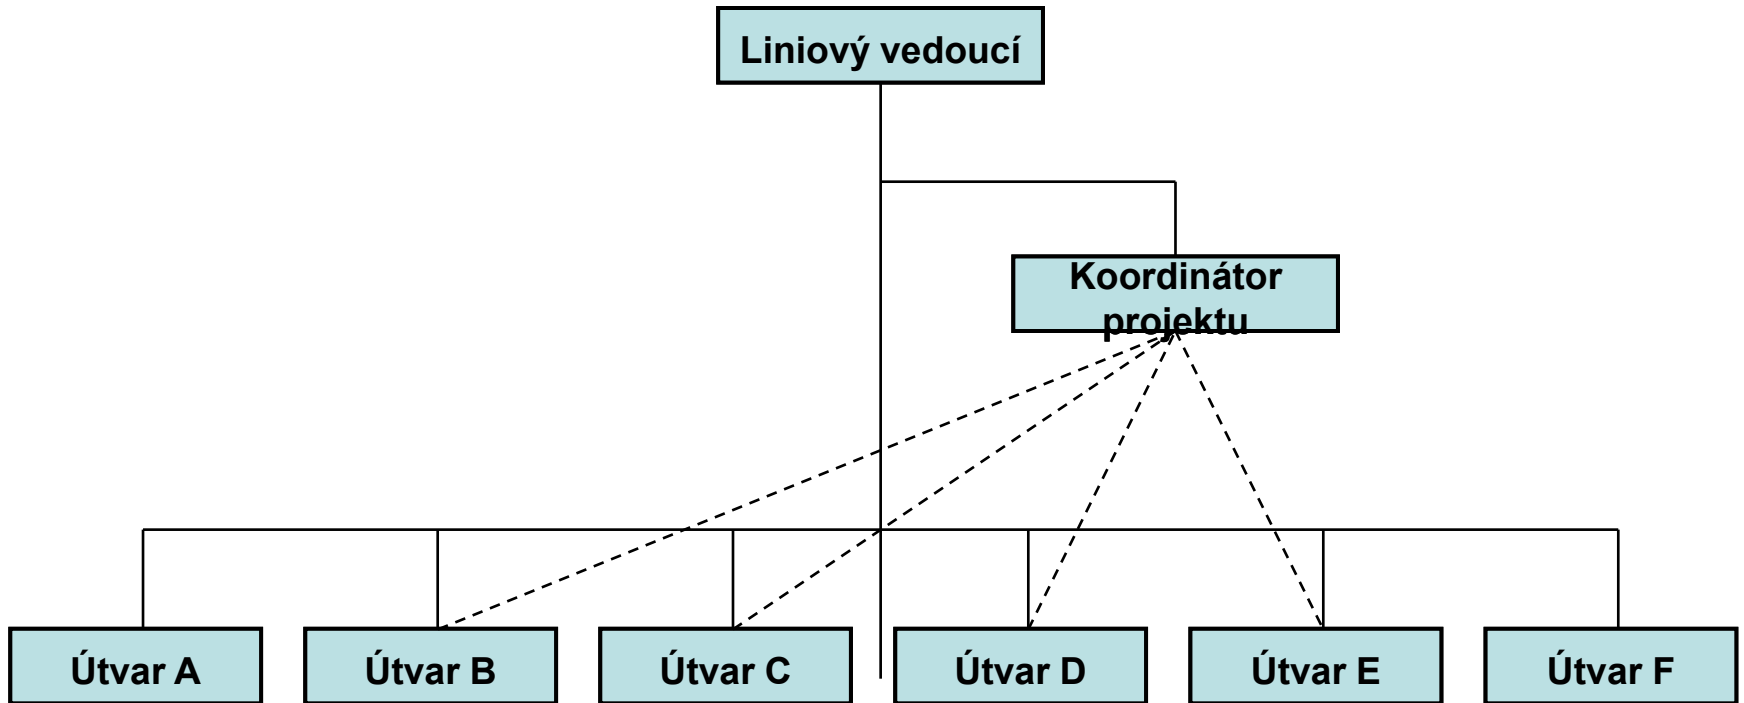 Liniový vedoucí
Koordinátor
projektu
Útvar A
Útvar B
Útvar C
Útvar D
Útvar E
Útvar F